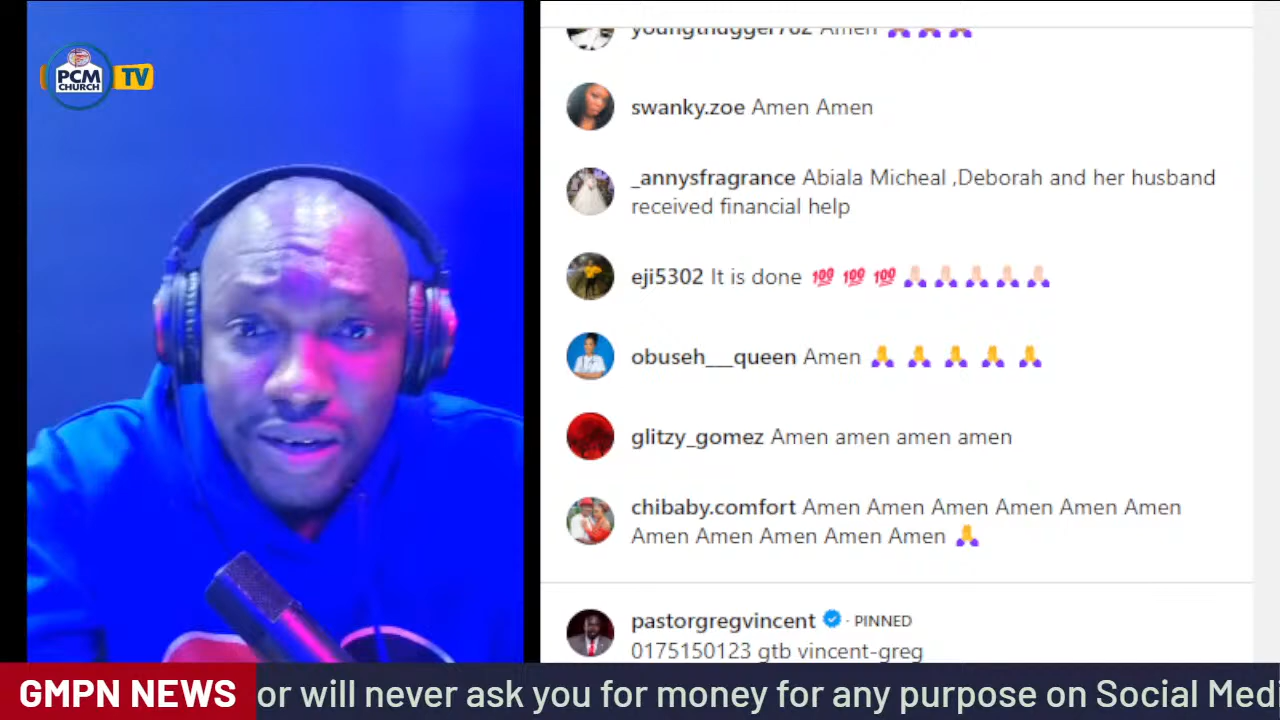 PCM
CHURCH
TV
youngthugger762 Amen
swanky.zoe Amen Amen
_annysfragrance Abiala Micheal ,Deborah and her husband
received financial help
eji5302 It is done 💯 💯 💯 🙏🏻 🙏🏻 🙏🏻 🙏🏻 🙏🏻
obuseh___queen Amen 🙏 🙏 🙏 🙏 🙏
glitzy_gomez Amen amen amen amen
chibaby.comfort Amen Amen Amen Amen Amen Amen
Amen Amen Amen Amen Amen 🙏
pastorgregvincent · PINNED
0175150123 gtb vincent-greg
GMPN NEWS or will never ask you for money for any purpose on Social Medi